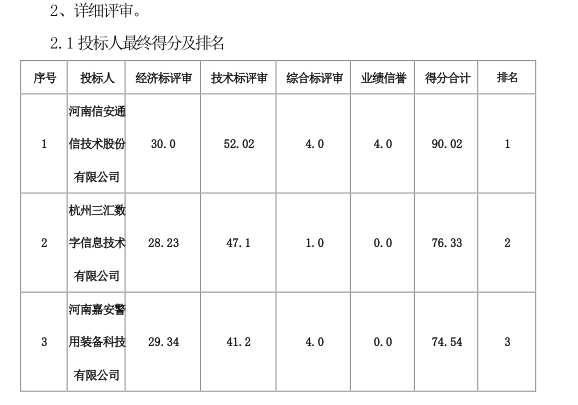 2、详细评审。
2.1 投标人最终得分及排名
序号 投标人 经济标评审 技术标评审 综合标评审 业绩信誉 得分合计 排名
河南信安通
1 信技术股份 30.0 52.02 4.0 4.0 90.02 1
有限公司
杭州三汇数
2 字信息技术 28.23 47.1 1.0 0.0 76.33 2
有限公司
河南嘉安警
3 用装备科技 29.34 41.2 4.0 0.0 74.54 3
有限公司